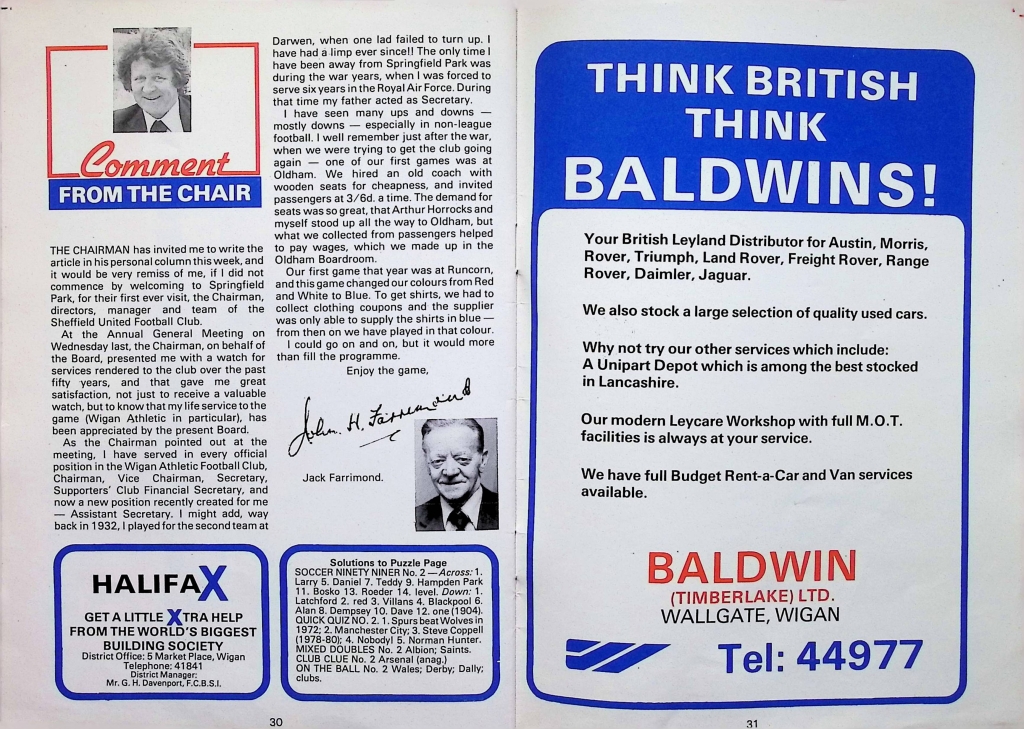 Comment
FROM THE CHAIR
THE CHAIRMAN has invited me to write the
article in his personal column this week, and
it would be very remiss of me, if I did not
commence by welcoming to Springfield
Park, for their first ever visit, the Chairman,
directors, manager and team of the
Sheffield United Football Club.
At the Annual General Meeting on
Wednesday last, the Chairman, on behalf of
the Board, presented me with a watch for
services rendered to the club over the past
fifty years, and that gave me great
satisfaction, not just to receive a valuable
watch, but to know that my life service to the
game (Wigan Athletic in particular), has
been appreciated by the present Board.
As the Chairman pointed out at the
meeting, I have served in every official
position in the Wigan Athletic Football Club,
Chairman, Vice Chairman, Secretary,
Supporters' Club Financial Secretary, and
now a new position recently created for me
— Assistant Secretary. I might add, way
back in 1932, I played for the second team at
Darwen, when one lad failed to turn up. I
have had a limp ever since!! The only time I
have been away from Springfield Park was
during the war years, when I was forced to
serve six years in the Royal Air Force. During
that time my father acted as Secretary.
I have seen many ups and downs —
mostly downs — especially in non-league
football. I well remember just after the war,
when we were trying to get the club going
again — one of our first games was at
Oldham. We hired an old coach with
wooden seats for cheapness, and invited
passengers at 3/6d. a time. The demand for
seats was so great, that Arthur Horrocks and
myself stood up all the way to Oldham, but
what we collected from passengers helped
to pay wages, which we made up in the
Oldham Boardroom.
Our first game that year was at Runcorn,
and this game changed our colours from Red
and White to Blue. To get shirts, we had to
collect clothing coupons and the supplier
was only able to supply the shirts in blue —
from then on we have played in that colour.
I could go on and on, but it would more
than fill the programme.
Enjoy the game,
John. H. Farrimond
Jack Farrimond.
HALIFAX
GET A LITTLE XTRA HELP
FROM THE WORLD'S BIGGEST
BUILDING SOCIETY
District Office: 5 Market Place, Wigan
Telephone: 41841
District Manager:
Mr. G. H. Davenport, F.C.B.S.I.
Solutions to Puzzle Page
SOCCER NINETY NINER No. 2 — Across: 1.
Larry 5. Daniel 7. Teddy 9. Hampden Park
11. Bosko 13. Roeder 14. level. Down: 1.
Latchford 2. red 3. Villans 4. Blackpool 6.
Alan 8. Dempsey 10. Dave 12. one (1904).
QUICK QUIZ NO. 2. 1. Spurs beat Wolves in
1972; 2. Manchester City; 3. Steve Coppell
(1978-80); 4. Nobody! 5. Norman Hunter.
MIXED DOUBLES No. 2 Albion; Saints.
CLUB CLUE No. 2 Arsenal (anag.)
ON THE BALL No. 2 Wales; Derby; Dally;
clubs.
30
THINK BRITISH
THINK
BALDWINS!
Your British Leyland Distributor for Austin, Morris,
Rover, Triumph, Land Rover, Freight Rover, Range
Rover, Daimler, Jaguar.
We also stock a large selection of quality used cars.
Why not try our other services which include:
A Unipart Depot which is among the best stocked
in Lancashire.
Our modern Leycare Workshop with full M.O.T.
facilities is always at your service.
We have full Budget Rent-a-Car and Van services
available.
BALDWIN
(TIMBERLAKE) LTD.
WALLGATE, WIGAN
Tel: 44977
31